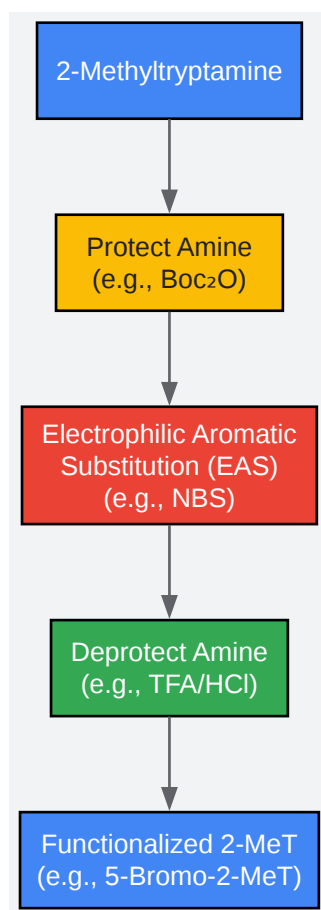 2-Methyltryptamine
Protect Amine
(e.g., Boc₂O)
Electrophilic Aromatic
Substitution (EAS)
(e.g., NBS)
Deprotect Amine
(e.g., TFA/HCl)
Functionalized 2-MeT
(e.g., 5-Bromo-2-MeT)